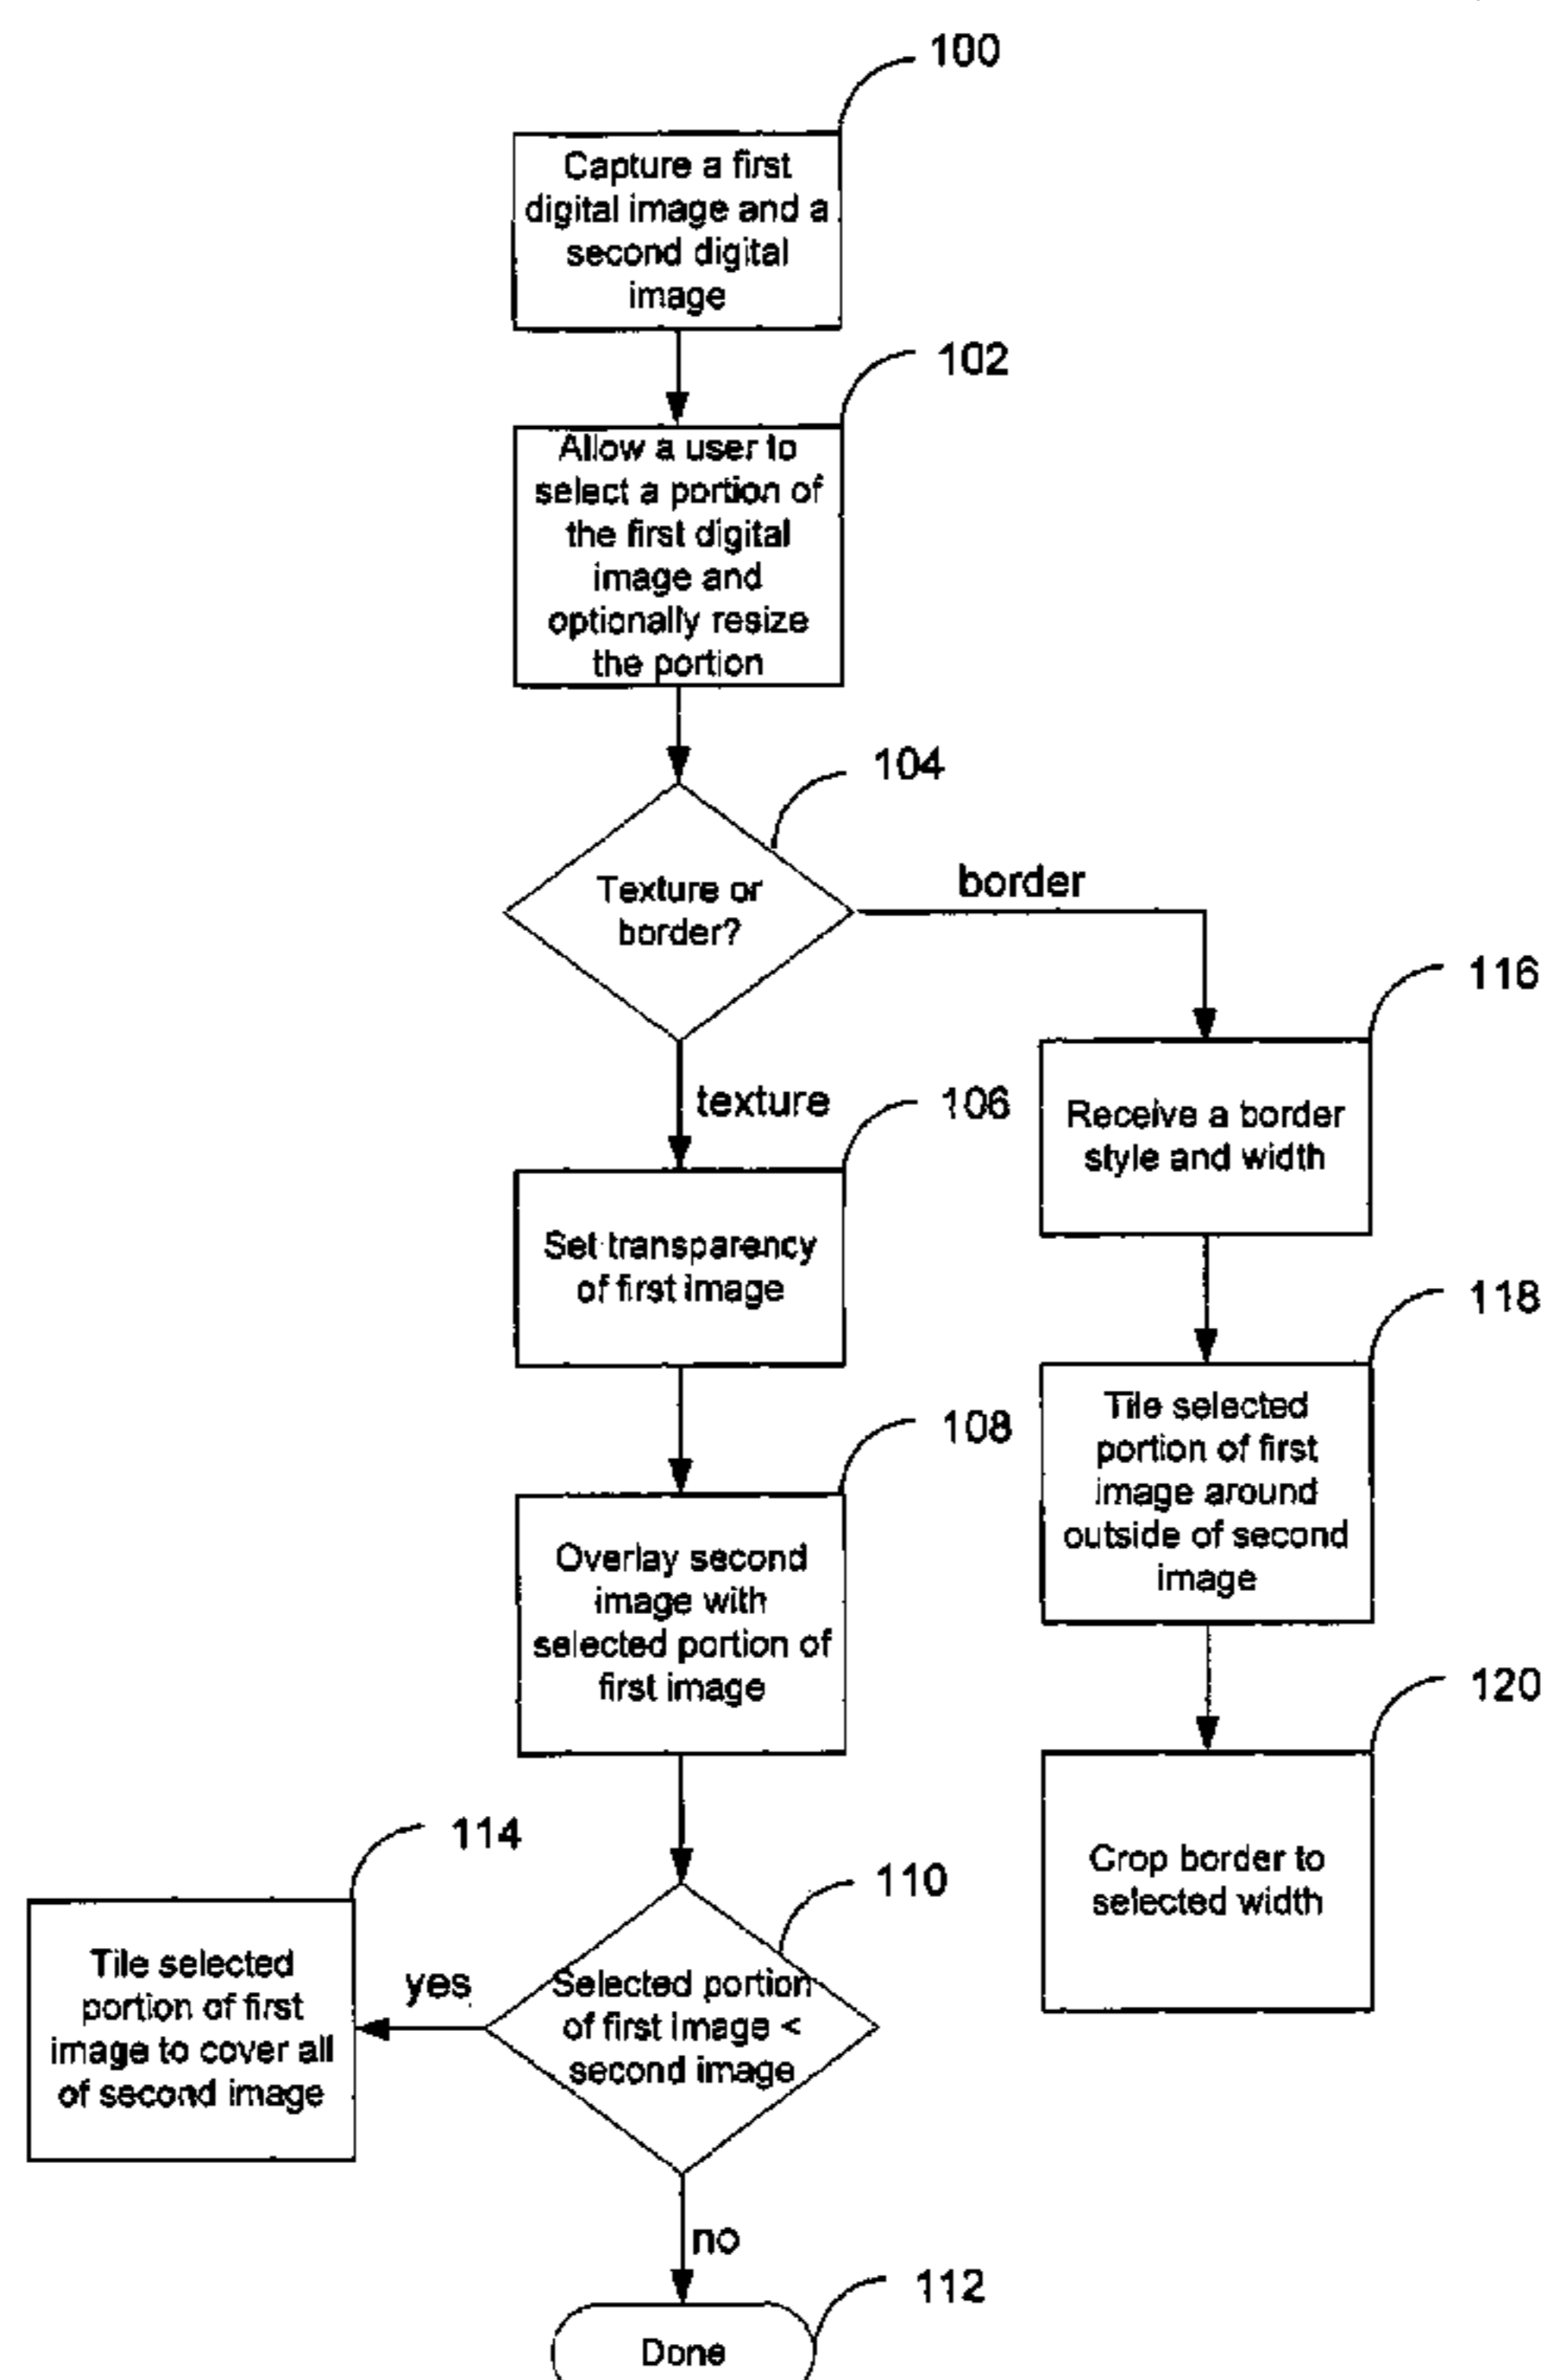 100
Capture a first
digital image and a
second digital
image
102
Allow a user to
select a portion of
the first digital
image and
optionally resize
the portion
104
Texture or
border?
border
texture
116
Receive a border
style and width
106
Set transparency
of first image
118
Tile selected
portion of first
image around
outside of second
image
108
Overlay second
image with
selected portion of
first image
120
Crop border to
selected width
114
Tile selected
portion of first
image to cover all
of second image
yes
110
Selected portion
of first image <
second image
no
112
Done